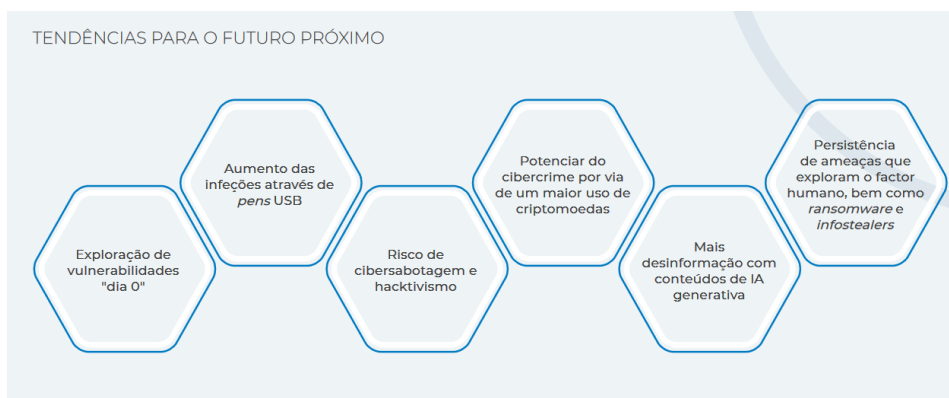 TENDÊNCIAS PARA O FUTURO PRÓXIMO
Exploração de
vulnerabilidades
"dia 0"
Aumento das
infeções através de
pens USB
Risco de
cibersabotagem e
hacktivismo
Potenciar do
cibercrime por via
de um maior uso de
criptomoedas
Mais
desinformação com
conteúdos de IA
generativa
Persistência
de ameaças que
exploram o factor
humano, bem como
ransomware e
infostealers